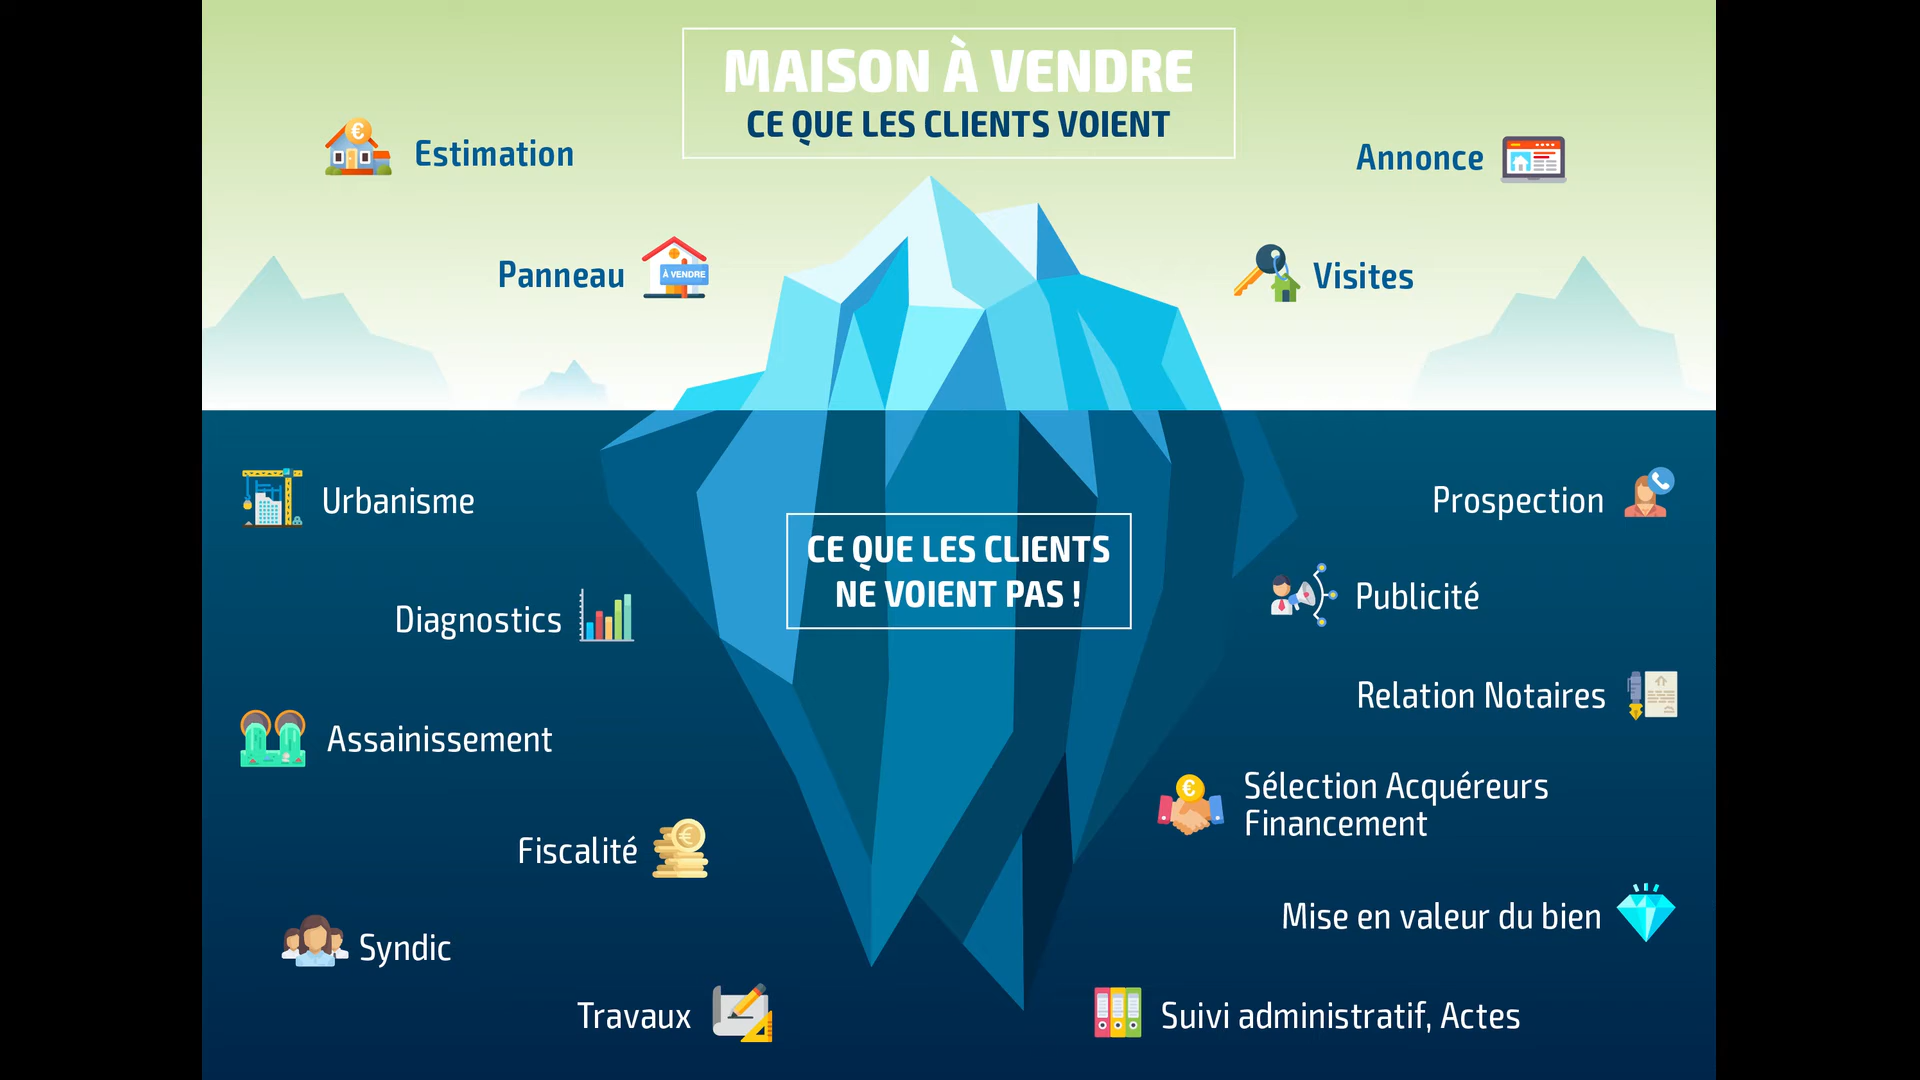 MAISON À VENDRE
CE QUE LES CLIENTS VOIENT
Estimation
Annonce
Panneau
À VENDRE
Visites
CE QUE LES CLIENTS
NE VOIENT PAS !
Urbanisme
Diagnostics
Assainissement
Fiscalité
Syndic
Travaux
Prospection
Publicité
Relation Notaires
Sélection Acquéreurs
Financement
Mise en valeur du bien
Suivi administratif, Actes